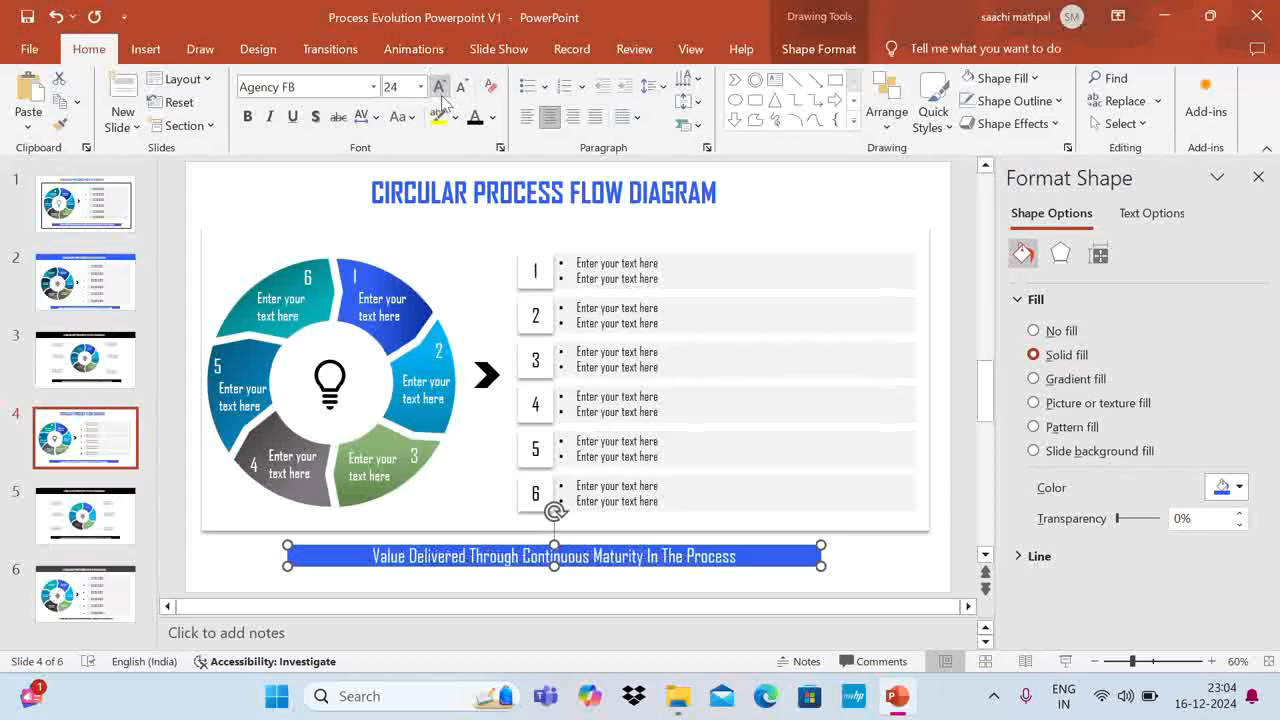 Process Evolution Powerpoint V1 - PowerPoint
Drawing Tools
saachi mathpal
SM
File Home Insert Draw Design Transitions Animations Slide Show Record Review View Help Shape Format Tell me what you want to do
Paste
Clipboard
New Slide
Layout
Reset
Section
Slides
Agency FB 24
B I U S abc AV Aa A
Font
Paragraph
Arrange
Quick Styles
Shape Fill
Shape Outline
Shape Effects
Drawing
Find
Replace
Select
Editing
Add-ins
Add-ins
1
2
3
4
6
CIRCULAR PROCESS FLOW DIAGRAM
1
Enter your text here
2
Enter your text here
3
Enter your text here
4
Enter your text here
5
Enter your text here
6
Enter your text here
1
• Enter your text here
• Enter your text here
2
• Enter your text here
• Enter your text here
3
• Enter your text here
• Enter your text here
4
• Enter your text here
• Enter your text here
5
• Enter your text here
• Enter your text here
6
• Enter your text here
• Enter your text here
Value Delivered Through Continuous Maturity In The Process
Click to add notes
Format Shape
Shape Options Text Options
Fill
No fill
Solid fill
Gradient fill
Picture or texture fill
Pattern fill
Slide background fill
Color
Transparency 0%
Line
Slide 4 of 6 English (India) Accessibility: Investigate Notes Comments 60%
1
Search
ENG
IN
23:04
16-12-2024